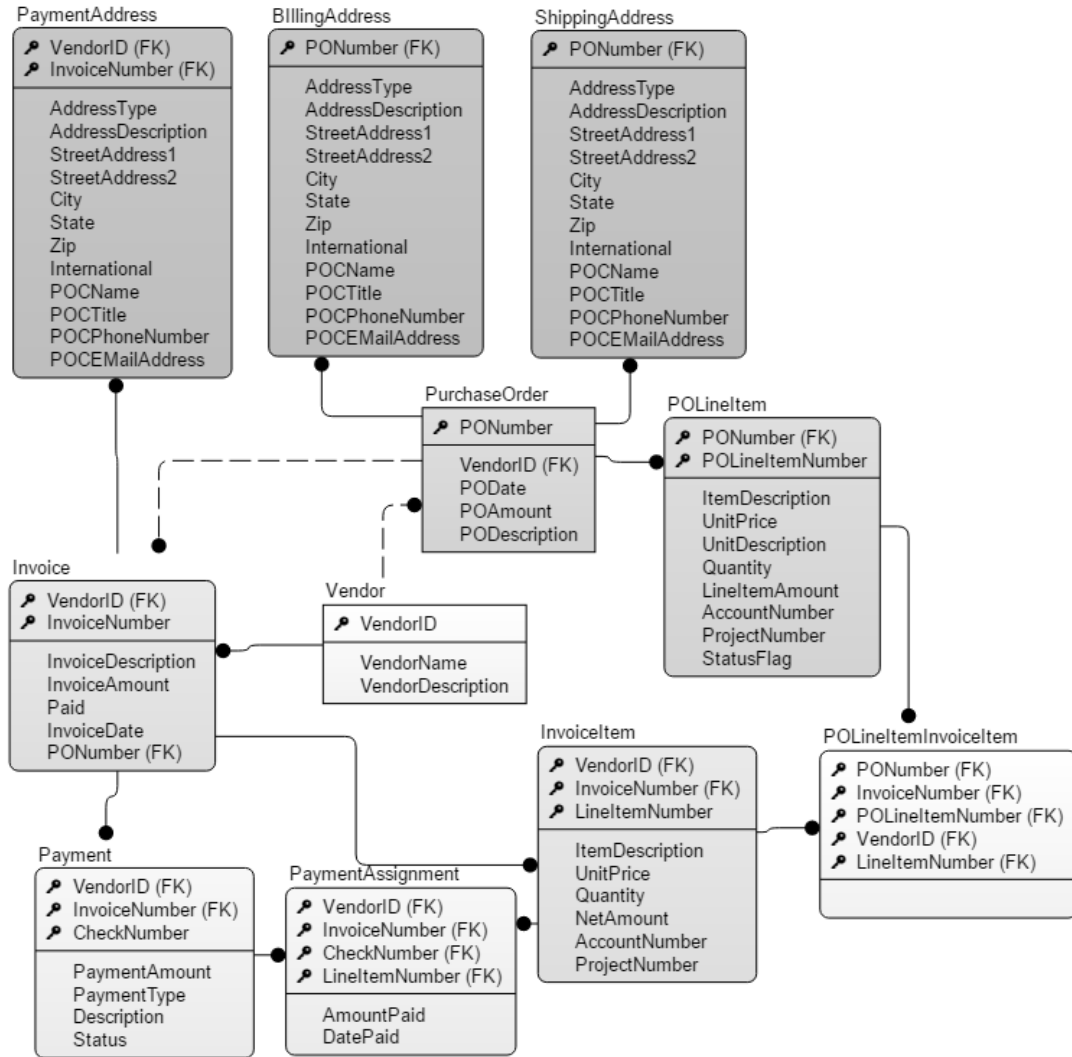 PaymentAddress
VendorID (FK)
InvoiceNumber (FK)
AddressType
AddressDescription
StreetAddress1
StreetAddress2
City
State
Zip
International
POCName
POCTitle
POCPhoneNumber
POCEMailAddress
BIllingAddress
PONumber (FK)
AddressType
AddressDescription
StreetAddress1
StreetAddress2
City
State
Zip
International
POCName
POCTitle
POCPhoneNumber
POCEMailAddress
ShippingAddress
PONumber (FK)
AddressType
AddressDescription
StreetAddress1
StreetAddress2
City
State
Zip
International
POCName
POCTitle
POCPhoneNumber
POCEMailAddress
PurchaseOrder
PONumber
VendorID (FK)
PODate
POAmount
PODescription
POLineItem
PONumber (FK)
POLineItemNumber
ItemDescription
UnitPrice
UnitDescription
Quantity
LineItemAmount
AccountNumber
ProjectNumber
StatusFlag
Invoice
VendorID (FK)
InvoiceNumber
InvoiceDescription
InvoiceAmount
Paid
InvoiceDate
PONumber (FK)
Vendor
VendorID
VendorName
VendorDescription
InvoiceItem
VendorID (FK)
InvoiceNumber (FK)
LineItemNumber
ItemDescription
UnitPrice
Quantity
NetAmount
AccountNumber
ProjectNumber
POLineItemInvoiceItem
PONumber (FK)
InvoiceNumber (FK)
POLineItemNumber (FK)
VendorID (FK)
LineItemNumber (FK)
Payment
VendorID (FK)
InvoiceNumber (FK)
CheckNumber
PaymentAmount
PaymentType
Description
Status
PaymentAssignment
VendorID (FK)
InvoiceNumber (FK)
CheckNumber (FK)
LineItemNumber (FK)
AmountPaid
DatePaid